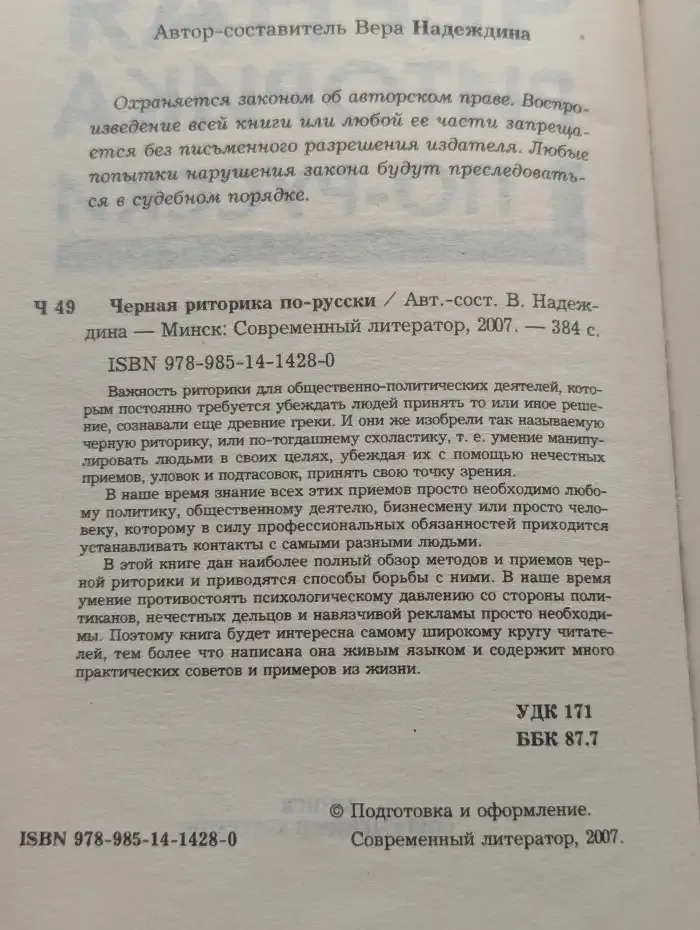 Автор-составитель Вера Надеждина
Охраняется законом об авторском праве. Воспро-
изведение всей книги или любой ее части запреща-
ется без письменного разрешения издателя. Любые
попытки нарушения закона будут преследовать-
ся в судебном порядке.
Ч 49 Черная риторика по-русски / Авт.-сост. В. Надеж-
дина — Минск: Современный литератор, 2007. — 384 с.
ISBN 978-985-14-1428-0
Важность риторики для общественно-политических деятелей, кото-
рым постоянно требуется убеждать людей принять то или иное реше-
ние, сознавали еще древние греки. И они же изобрели так называемую
черную риторику, или по-тогдашнему схоластику, т. е. умение манипу-
лировать людьми в своих целях, убеждая их с помощью нечестных
приемов, уловок и подтасовок, принять свою точку зрения.
В наше время знание всех этих приемов просто необходимо любо-
му политику, общественному деятелю, бизнесмену или просто чело-
веку, которому в силу профессиональных обязанностей приходится
устанавливать контакты с самыми разными людьми.
В этой книге дан наиболее полный обзор методов и приемов чер-
ной риторики и приводятся способы борьбы с ними. В наше время
умение противостоять психологическому давлению со стороны поли-
тиканов, нечестных дельцов и навязчивой рекламы просто необходи-
мы. Поэтому книга будет интересна самому широкому кругу читате-
лей, тем более что написана она живым языком и содержит много
практических советов и примеров из жизни.
УДК 171
ББК 87.7
© Подготовка и оформление.
ISBN 978-985-14-1428-0 Современный литератор, 2007.